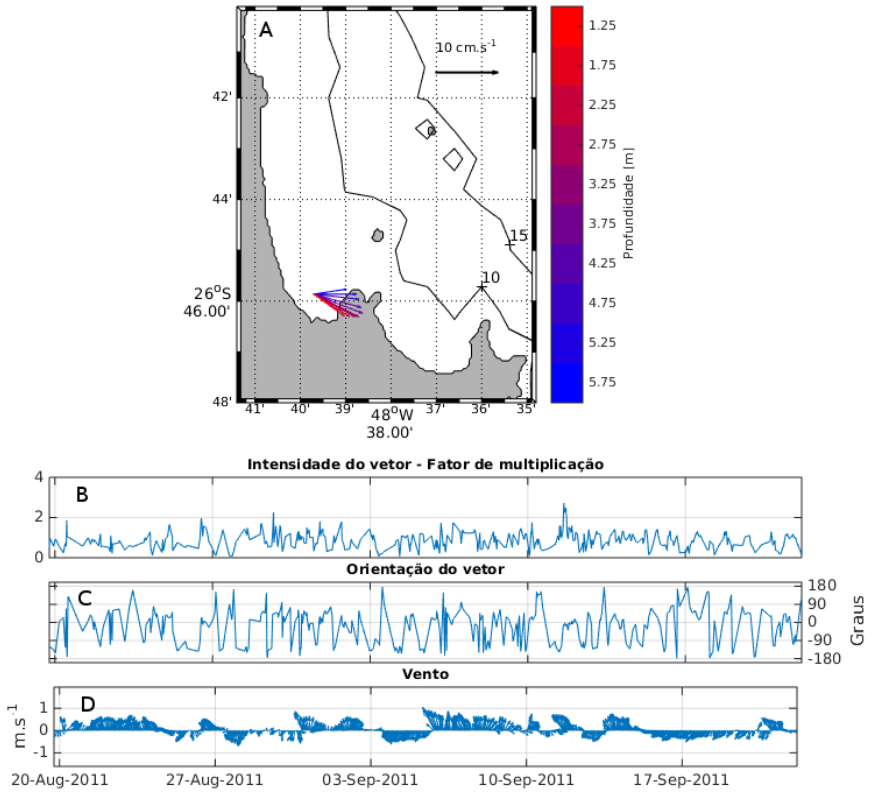 A
10 cm.s-1
42'
44'
26°S
46.00'
48'
41'
40'
39'
48°W
38.00'
37'
36'
35'
15
10
1.25
1.75
2.25
2.75
3.25
3.75
4.25
4.75
5.25
5.75
Profundidade [m]
Intensidade do vetor - Fator de multiplicação
B
4
2
0
Orientação do vetor
C
180
90
0
-90
-180
Graus
Vento
D
m.s-1
1
0
-1
20-Aug-2011
27-Aug-2011
03-Sep-2011
10-Sep-2011
17-Sep-2011